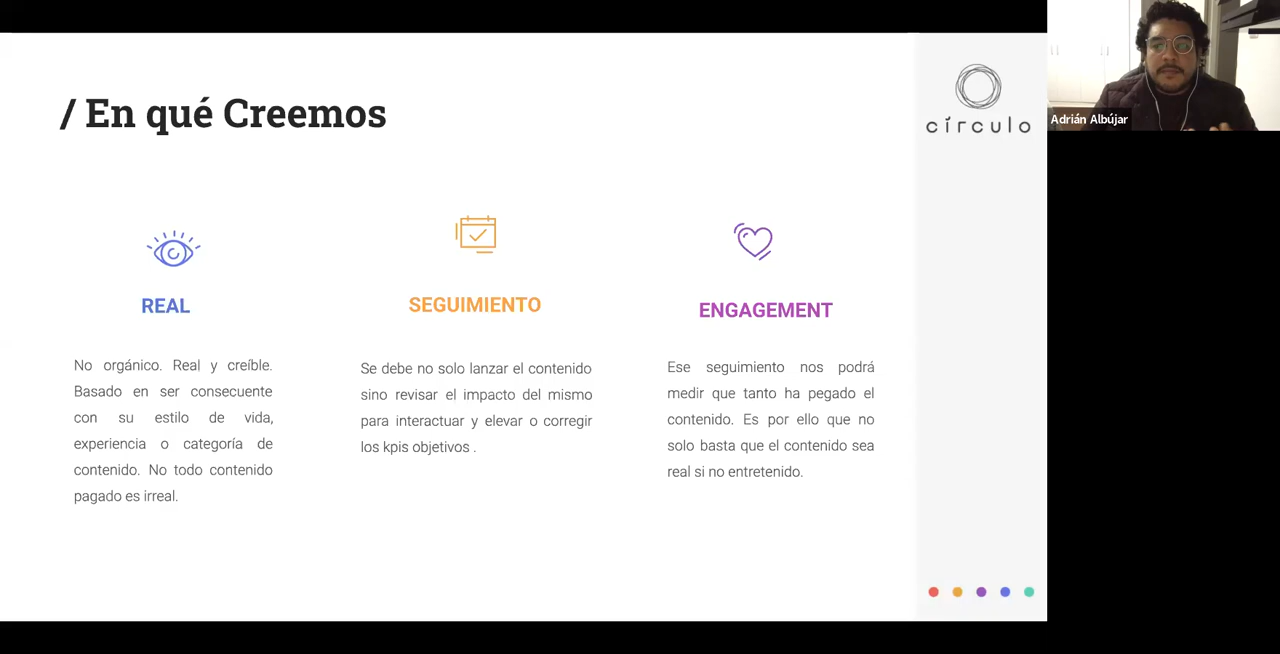 / En qué Creemos
círculo
Adrián Albújar
REAL
No orgánico. Real y creíble.
Basado en ser consecuente
con su estilo de vida,
experiencia o categoría de
contenido. No todo contenido
pagado es irreal.
SEGUIMIENTO
Se debe no solo lanzar el contenido
sino revisar el impacto del mismo
para interactuar y elevar o corregir
los kpis objetivos .
ENGAGEMENT
Ese seguimiento nos podrá
medir que tanto ha pegado el
contenido. Es por ello que no
solo basta que el contenido sea
real si no entretenido.